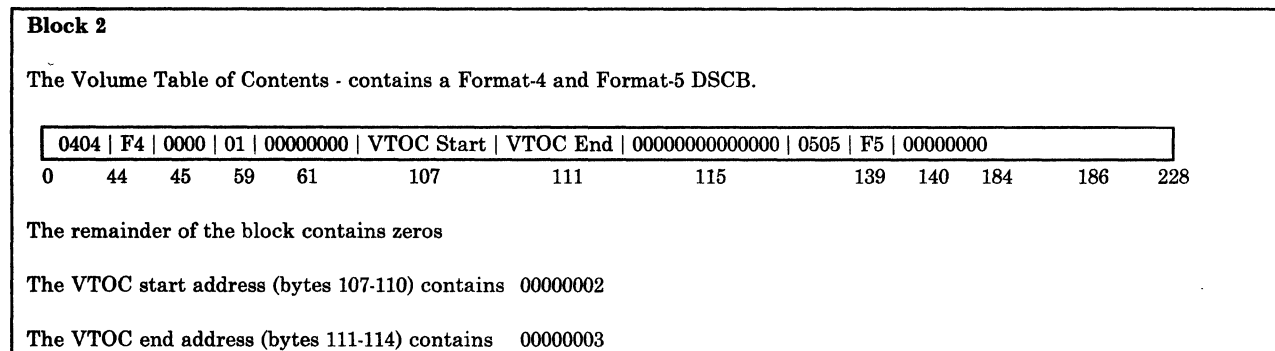 Block 2
The Volume Table of Contents - contains a Format-4 and Format-5 DSCB.
0404 | F4 | 0000 | 01 | 00000000 | VTOC Start | VTOC End | 00000000000000 | 0505 | F5 | 00000000
0 44 45 59 61 107 111 115 139 140 184 186 228
The remainder of the block contains zeros
The VTOC start address (bytes 107-110) contains 00000002
The VTOC end address (bytes 111-114) contains 00000003